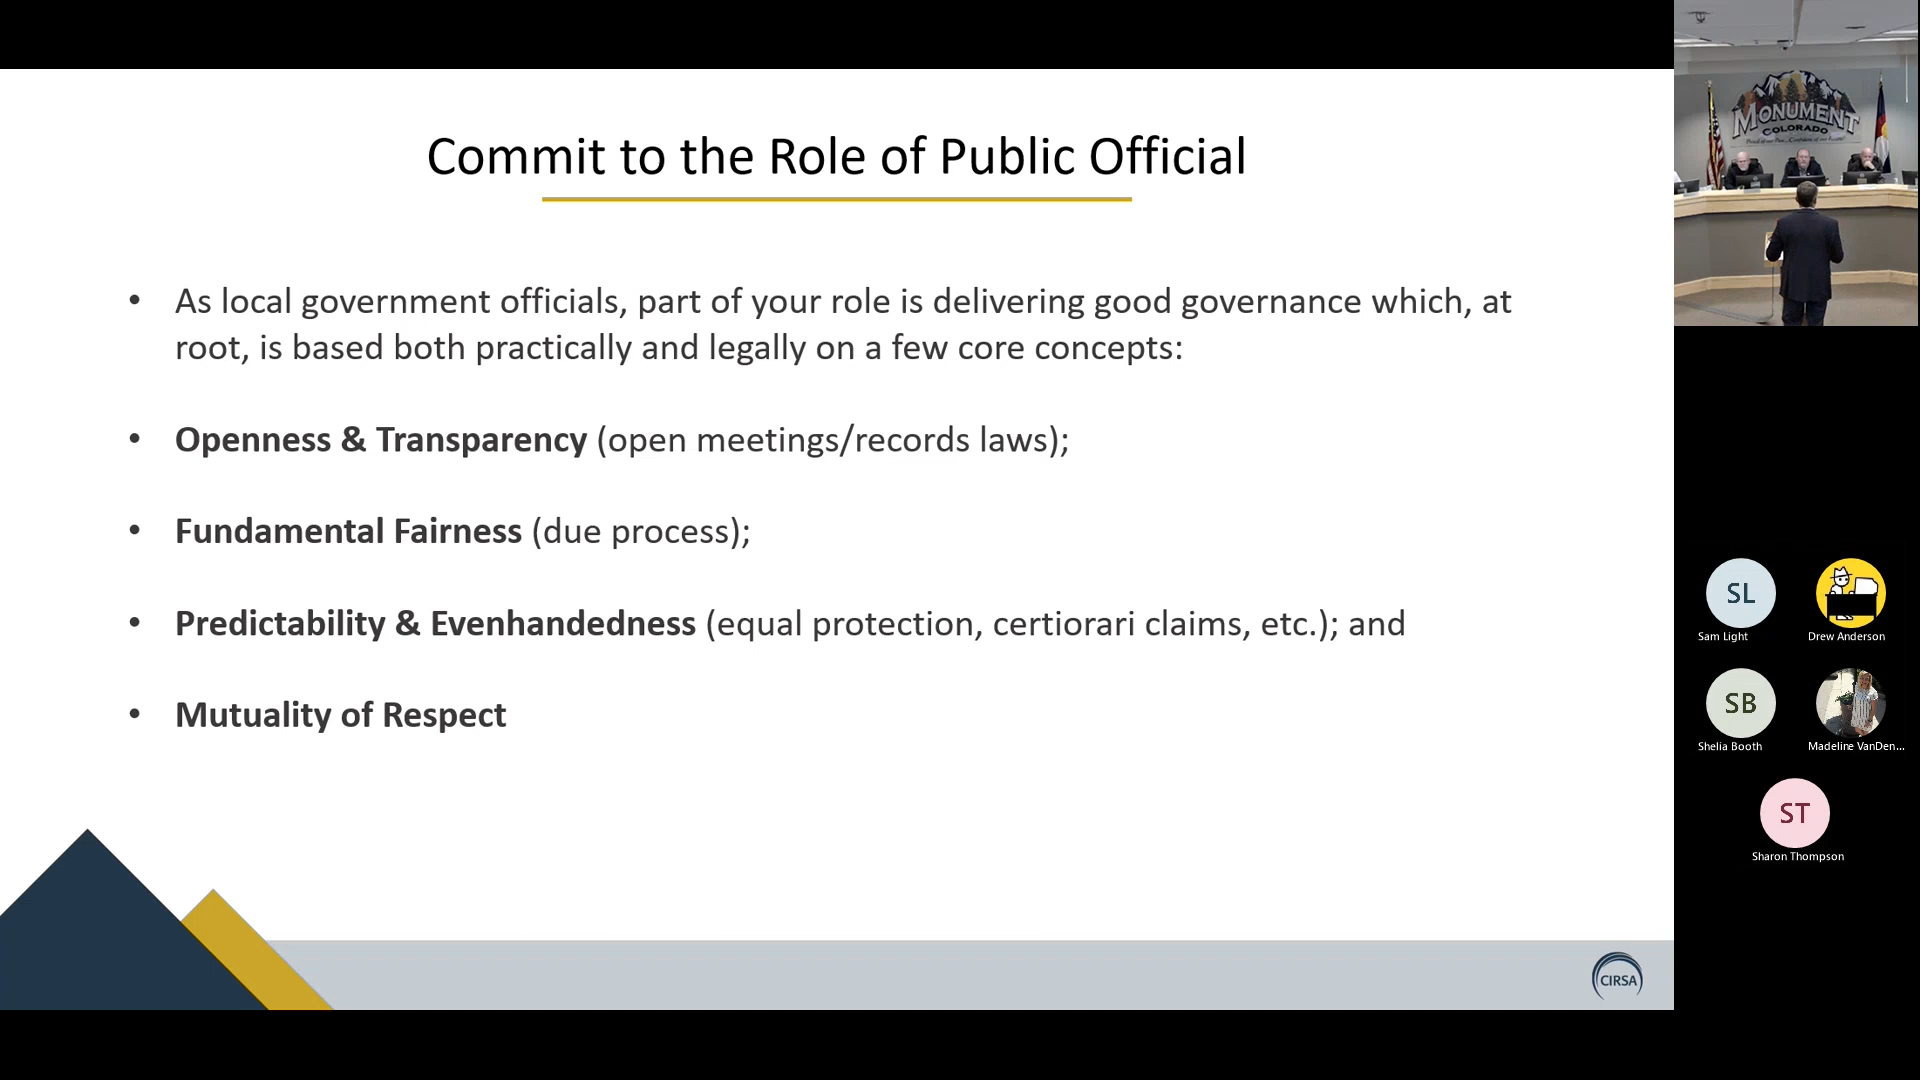 Commit to the Role of Public Official
• As local government officials, part of your role is delivering good governance which, at
root, is based both practically and legally on a few core concepts:
• Openness & Transparency (open meetings/records laws);
• Fundamental Fairness (due process);
• Predictability & Evenhandedness (equal protection, certiorari claims, etc.); and
• Mutuality of Respect
CIRSA
MONUMENT
COLORADO
SL
Sam Light
Drew Anderson
SB
Shelia Booth
Madeline VanDen...
ST
Sharon Thompson